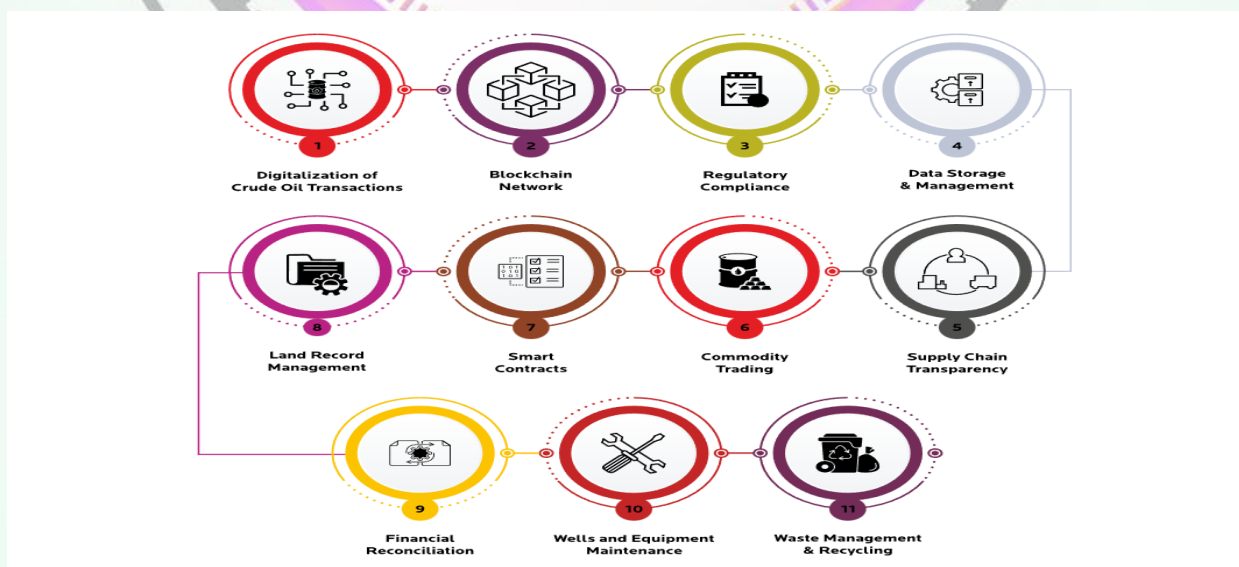 1
Digitalization of
Crude Oil Transactions
2
Blockchain
Network
3
Regulatory
Compliance
4
Data Storage
& Management
5
Supply Chain
Transparency
6
Commodity
Trading
7
Smart
Contracts
8
Land Record
Management
9
Financial
Reconciliation
10
Wells and Equipment
Maintenance
11
Waste Management
& Recycling